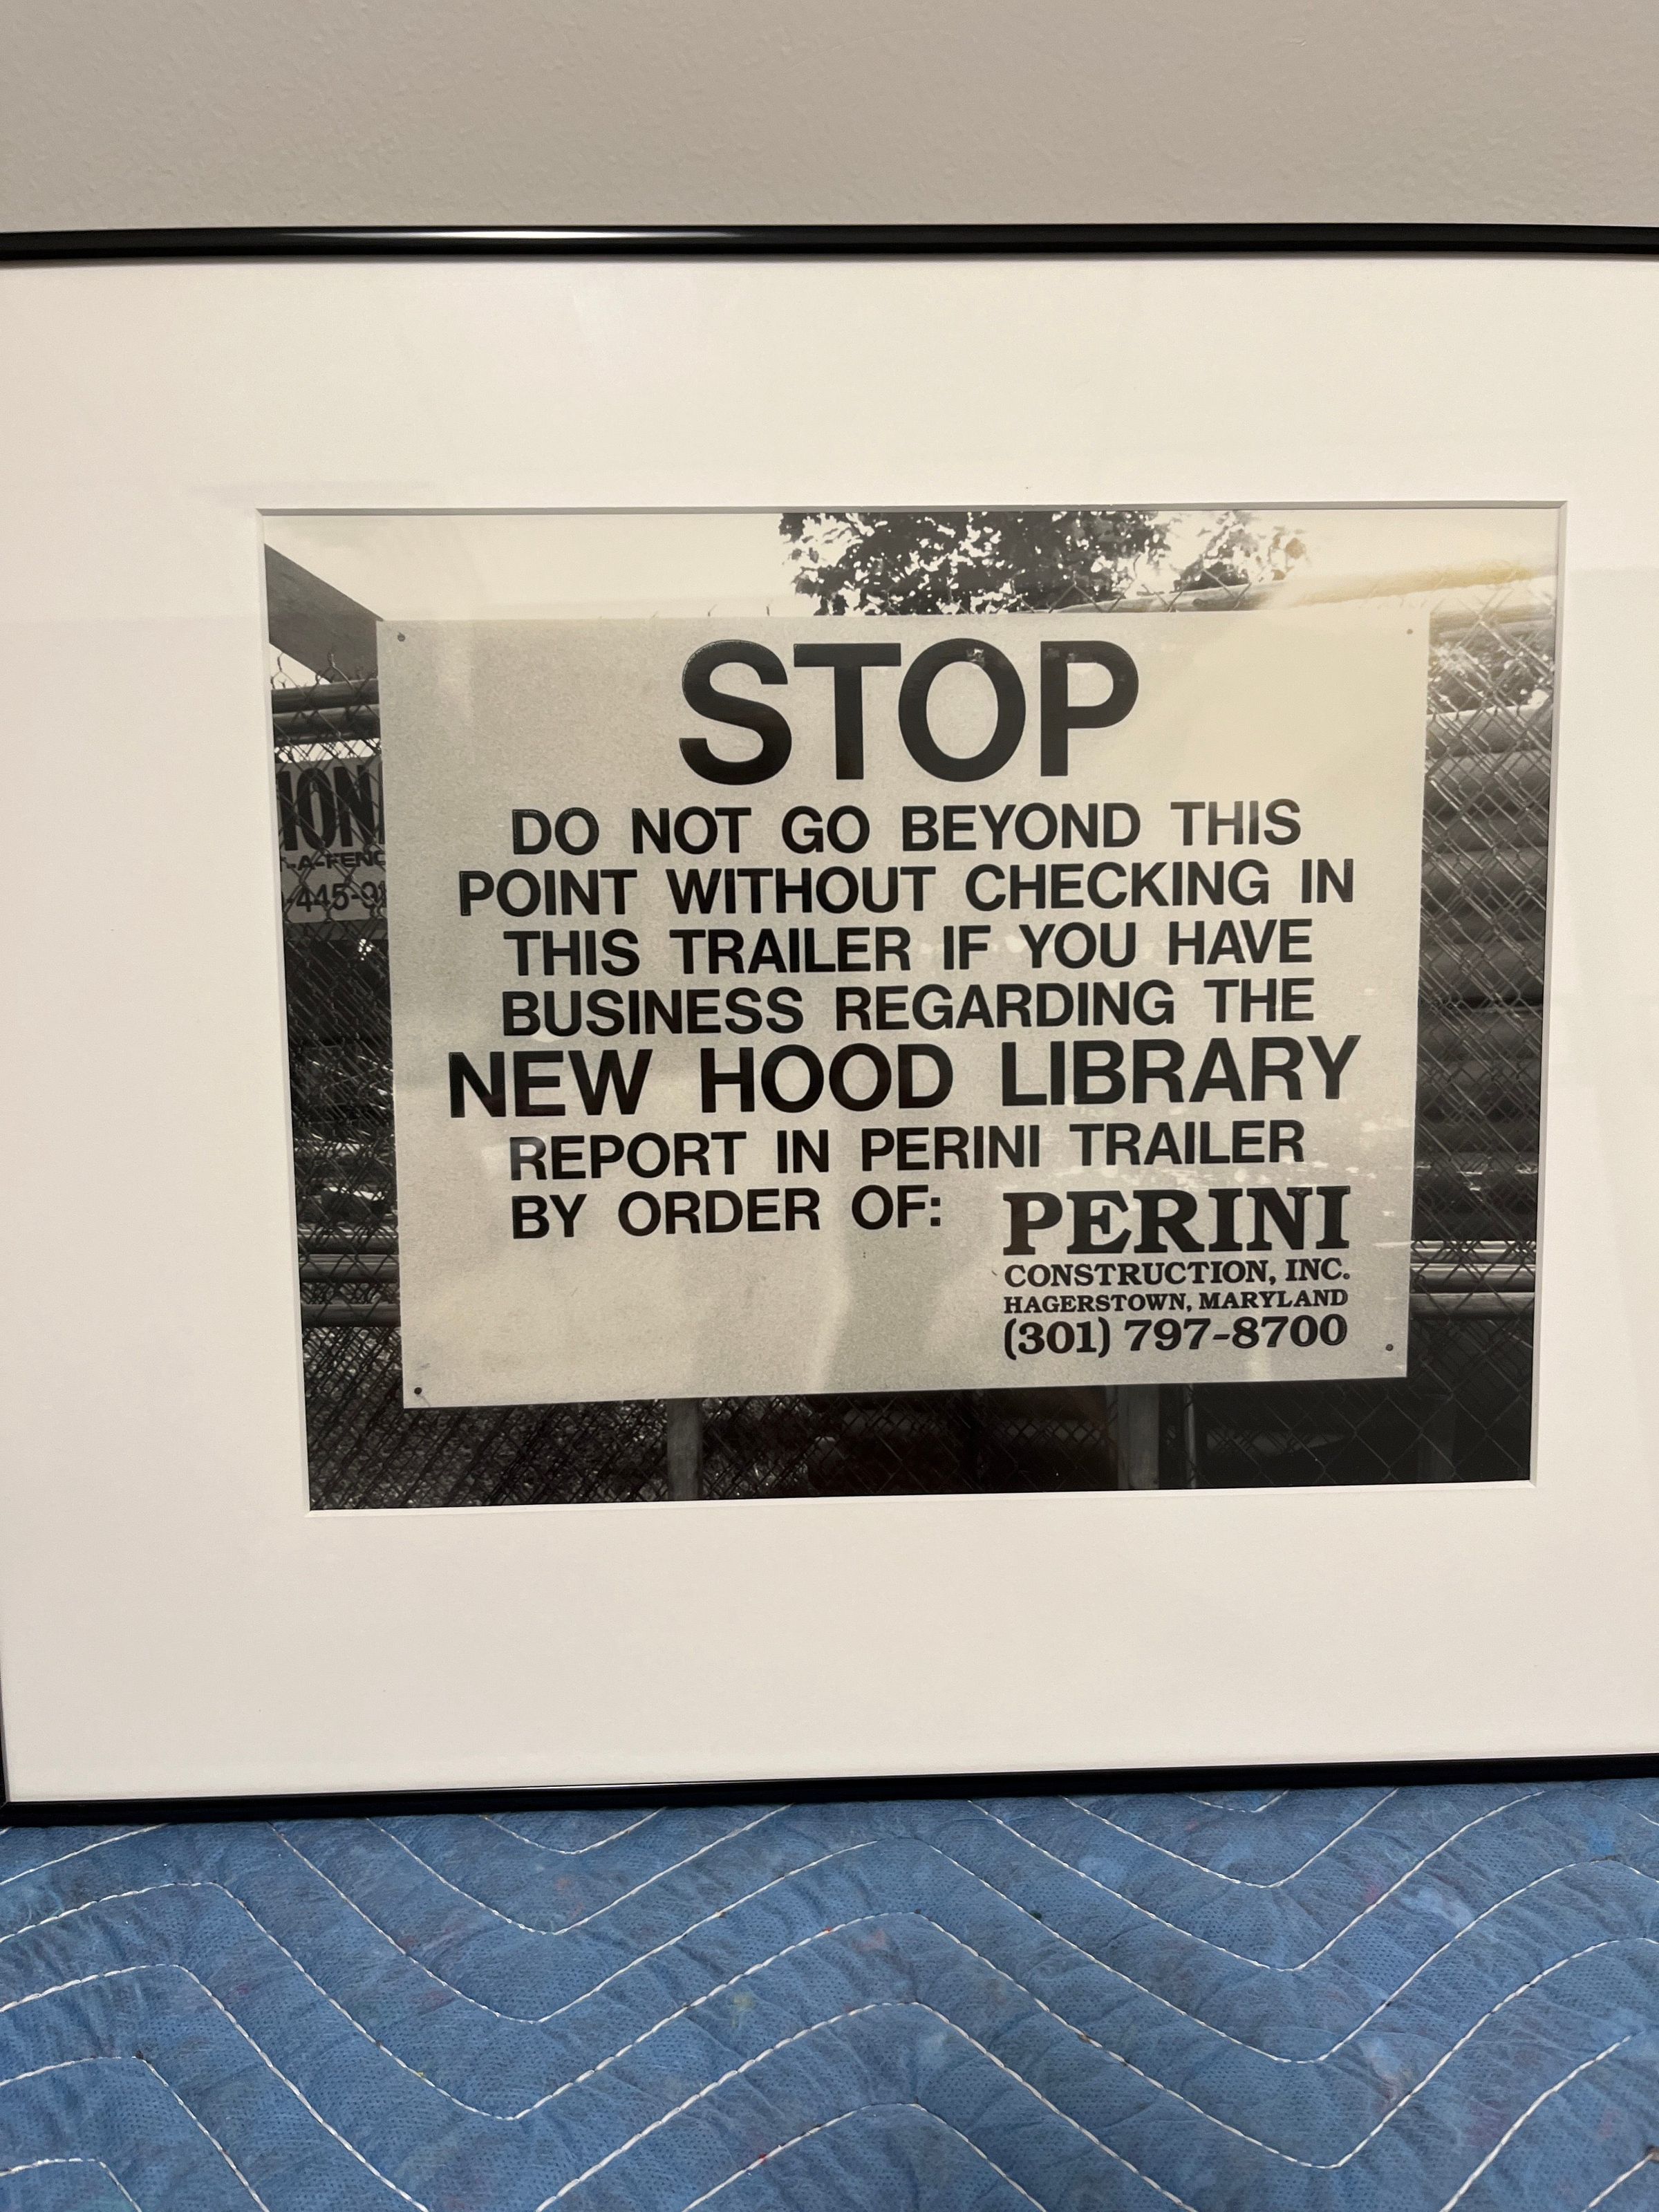 STOP
DO NOT GO BEYOND THIS
POINT WITHOUT CHECKING IN
THIS TRAILER IF YOU HAVE
BUSINESS REGARDING THE
NEW HOOD LIBRARY
REPORT IN PERINI TRAILER
BY ORDER OF:
PERINI
CONSTRUCTION, INC.
HAGERSTOWN, MARYLAND
(301) 797-8700